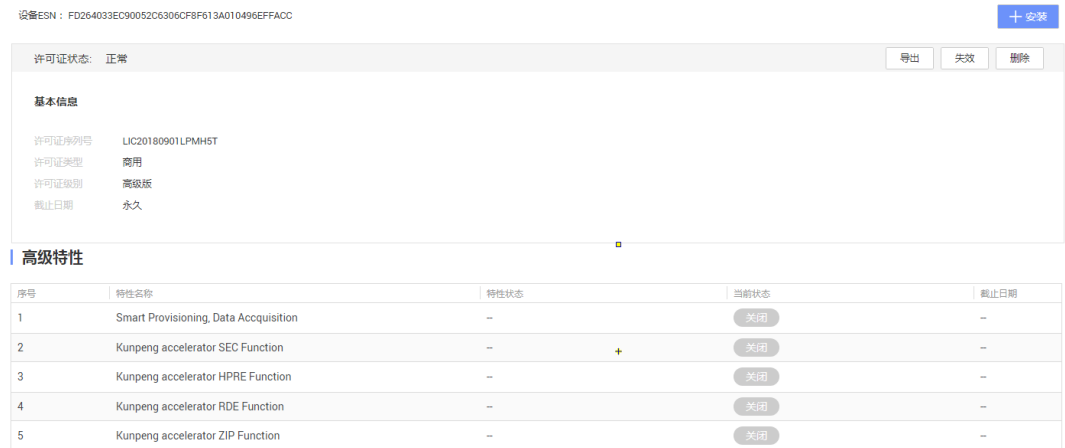 设备ESN： FD264033EC90052C6306CF8F613A010496EFFACC
＋安装
许可证状态: 正常 导出 失效 删除
基本信息
许可证序列号 LIC20180901LPMH5T
许可证类型 商用
许可证级别 高级版
截止日期 永久
高级特性
序号 特性名称 特性状态 当前状态 截止日期
1 Smart Provisioning, Data Accquisition -- 关闭 --
2 Kunpeng accelerator SEC Function -- 关闭 --
3 Kunpeng accelerator HPRE Function -- 关闭 --
4 Kunpeng accelerator RDE Function -- 关闭 --
5 Kunpeng accelerator ZIP Function -- 关闭 --